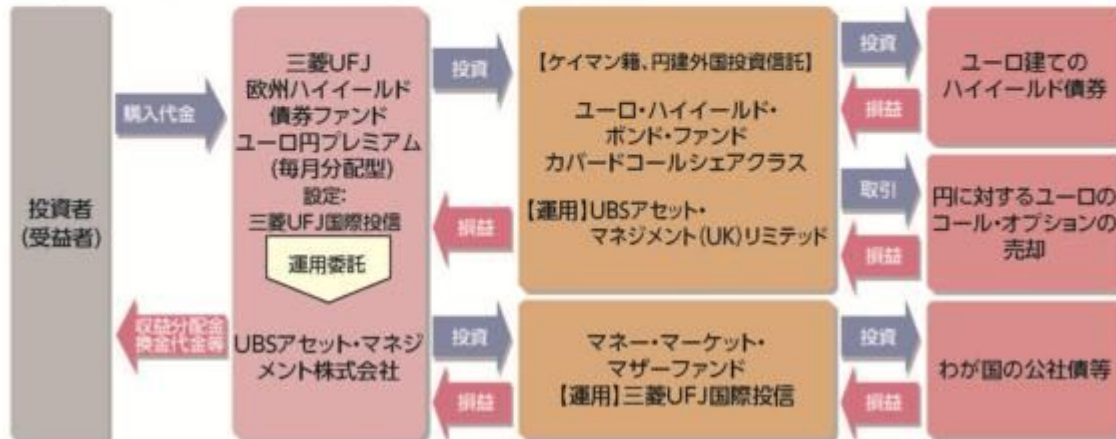 投資者
(受益者)
購入代金
収益分配金
換金代金等
三菱UFJ
欧州ハイイールド
債券ファンド
ユーロ円プレミアム
(毎月分配型)
設定:
三菱UFJ国際投信
運用委託
UBSアセット・マネジ
メント株式会社
投資
損益
投資
損益
【ケイマン籍、円建外国投資信託】
ユーロ・ハイイールド・
ボンド・ファンド
カバードコールシェアクラス
【運用】UBSアセット・
マネジメント(UK)リミテッド
マネー・マーケット・
マザーファンド
【運用】三菱UFJ国際投信
投資
損益
取引
損益
投資
損益
ユーロ建ての
ハイイールド債券
円に対するユーロの
コール・オプションの
売却
わが国の公社債等